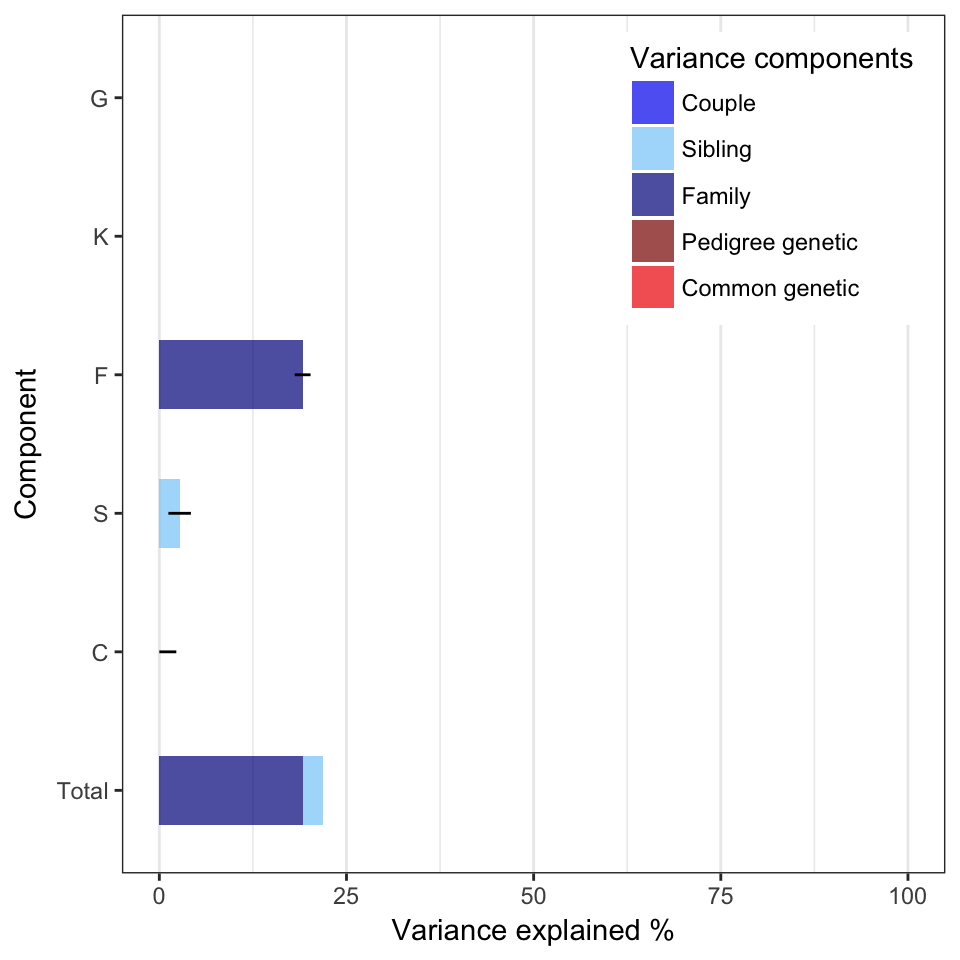 Variance components
Couple
Sibling
Family
Pedigree genetic
Common genetic
G
K
F
S
C
Total
Component
0 25 50 75 100
Variance explained %